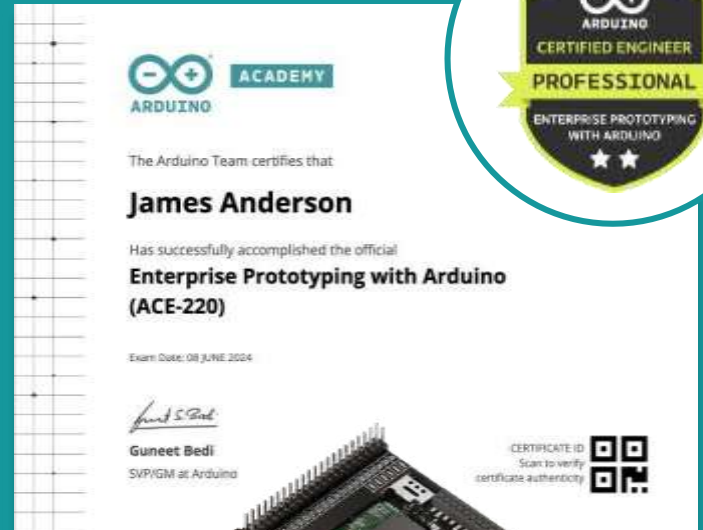 ARDUINO
ACADEMY
The Arduino Team certifies that
James Anderson
Has successfully accomplished the official
Enterprise Prototyping with Arduino
(ACE-220)
Exam Date: 08 JUNE 2024
Guneet Bedi
SVP/GM at Arduino
CERTIFICATE ID
Scan to verify
certificate authenticity
ARDUINO
CERTIFIED ENGINEER
PROFESSIONAL
ENTERPRISE PROTOTYPING
WITH ARDUINO